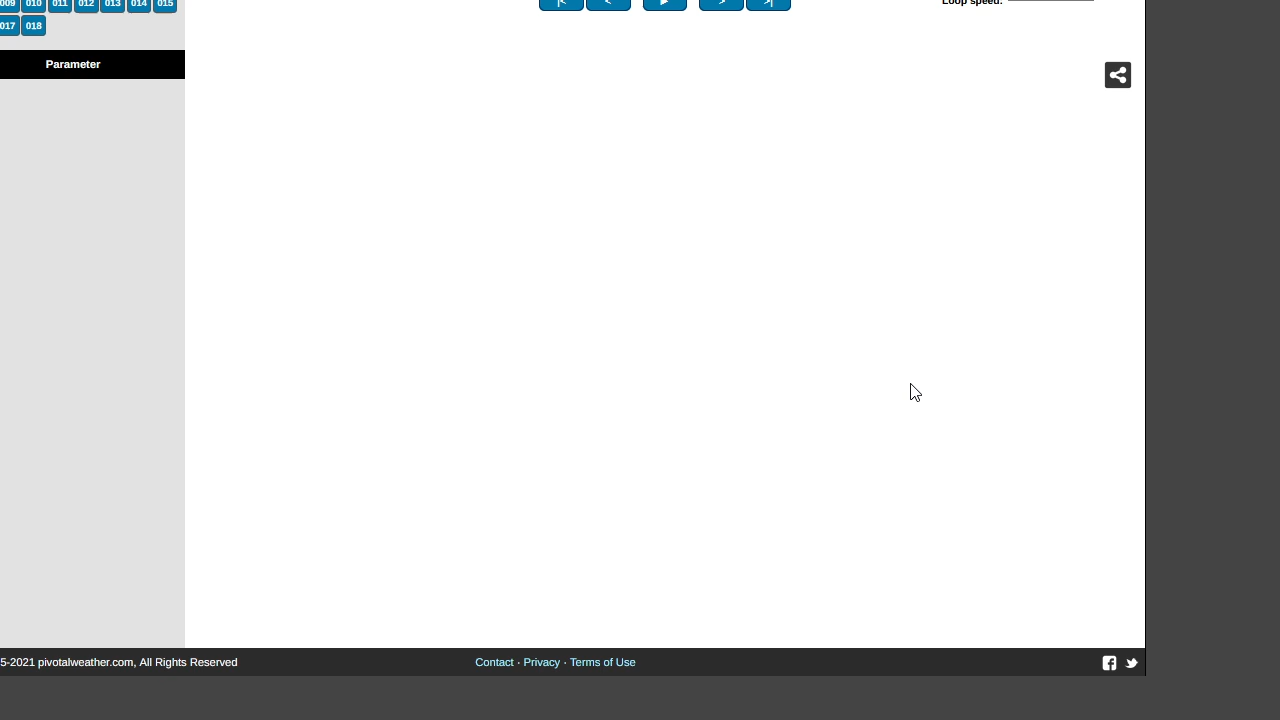 009 010 011 012 013 014 015
017 018
|< < ► > >|
Loop speed:
Parameter
5-2021 pivotalweather.com, All Rights Reserved
Contact · Privacy · Terms of Use